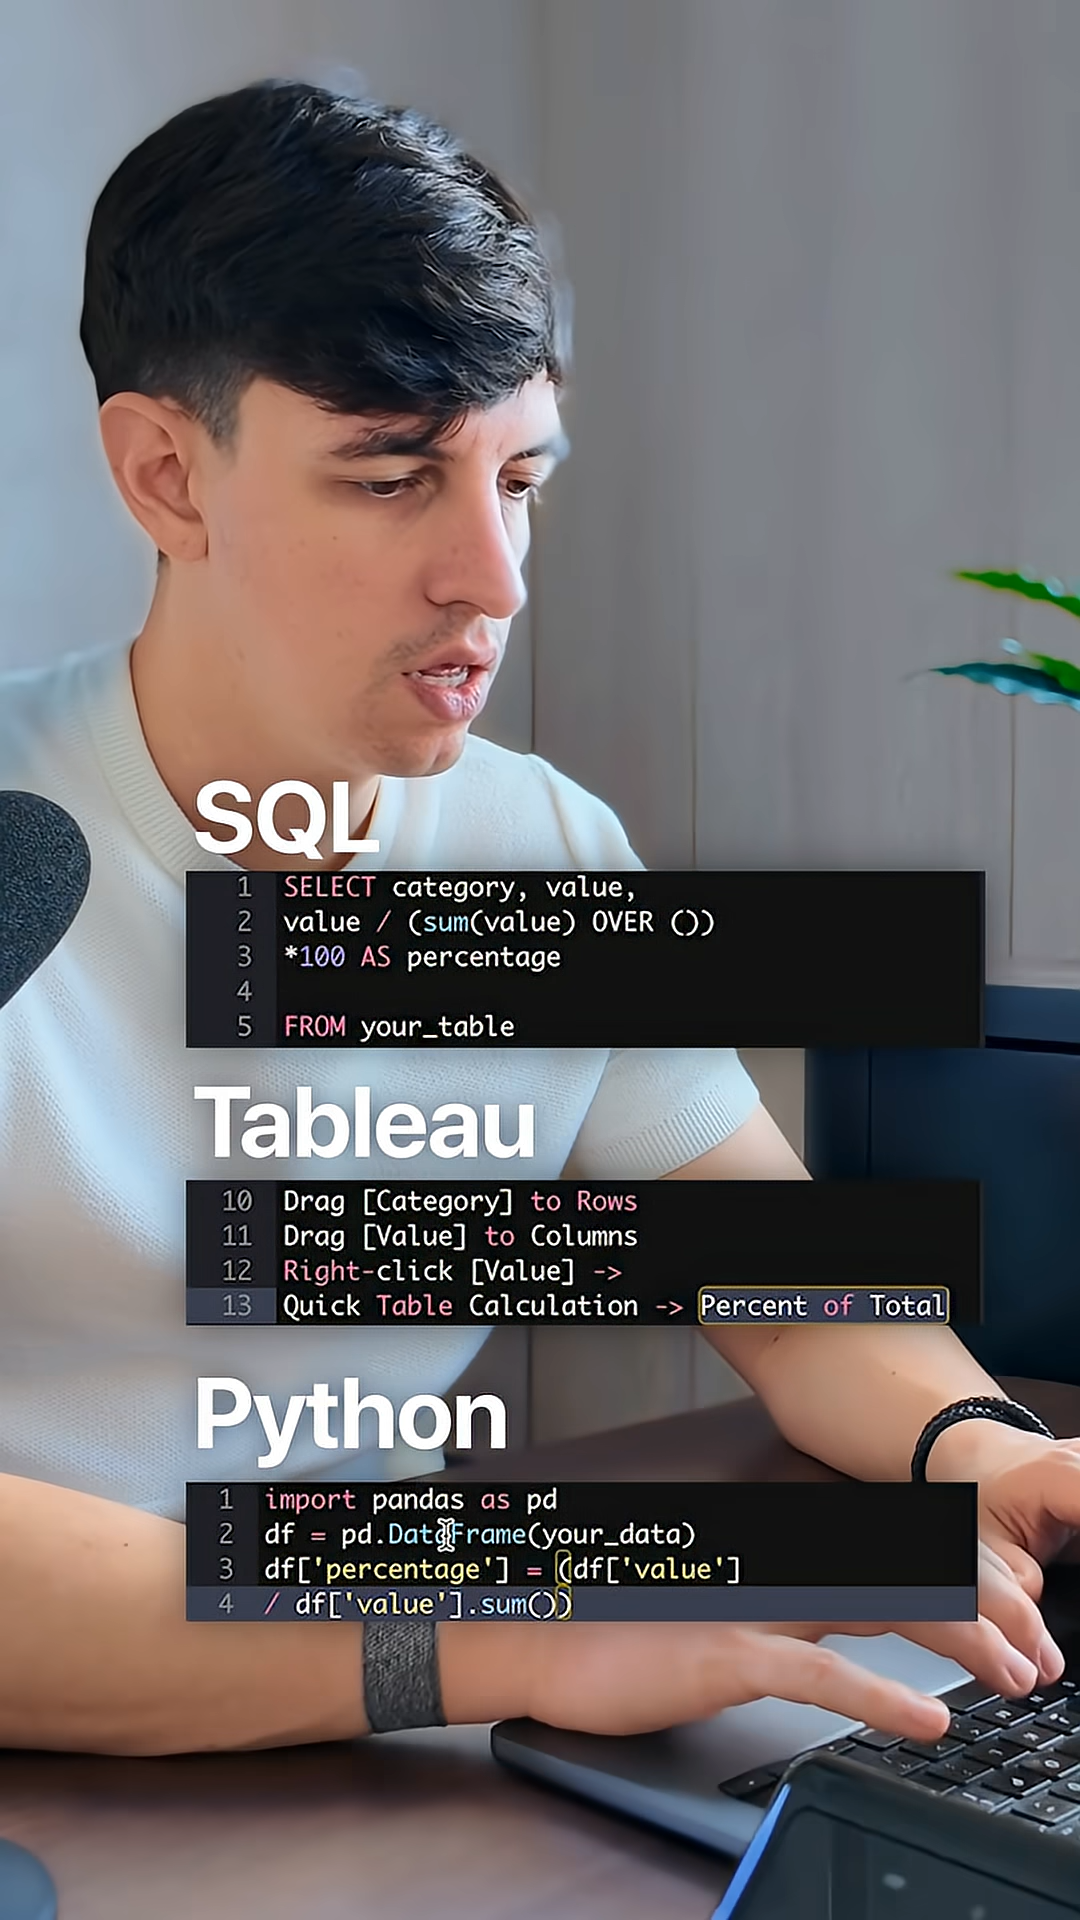 SQL
1 SELECT category, value,
2 value / (sum(value) OVER ())
3 *100 AS percentage
4
5 FROM your_table
Tableau
10 Drag [Category] to Rows
11 Drag [Value] to Columns
12 Right-click [Value] ->
13 Quick Table Calculation -> Percent of Total
Python
1 import pandas as pd
2 df = pd.DataFrame(your_data)
3 df['percentage'] = (df['value']
4 / df['value'].sum())